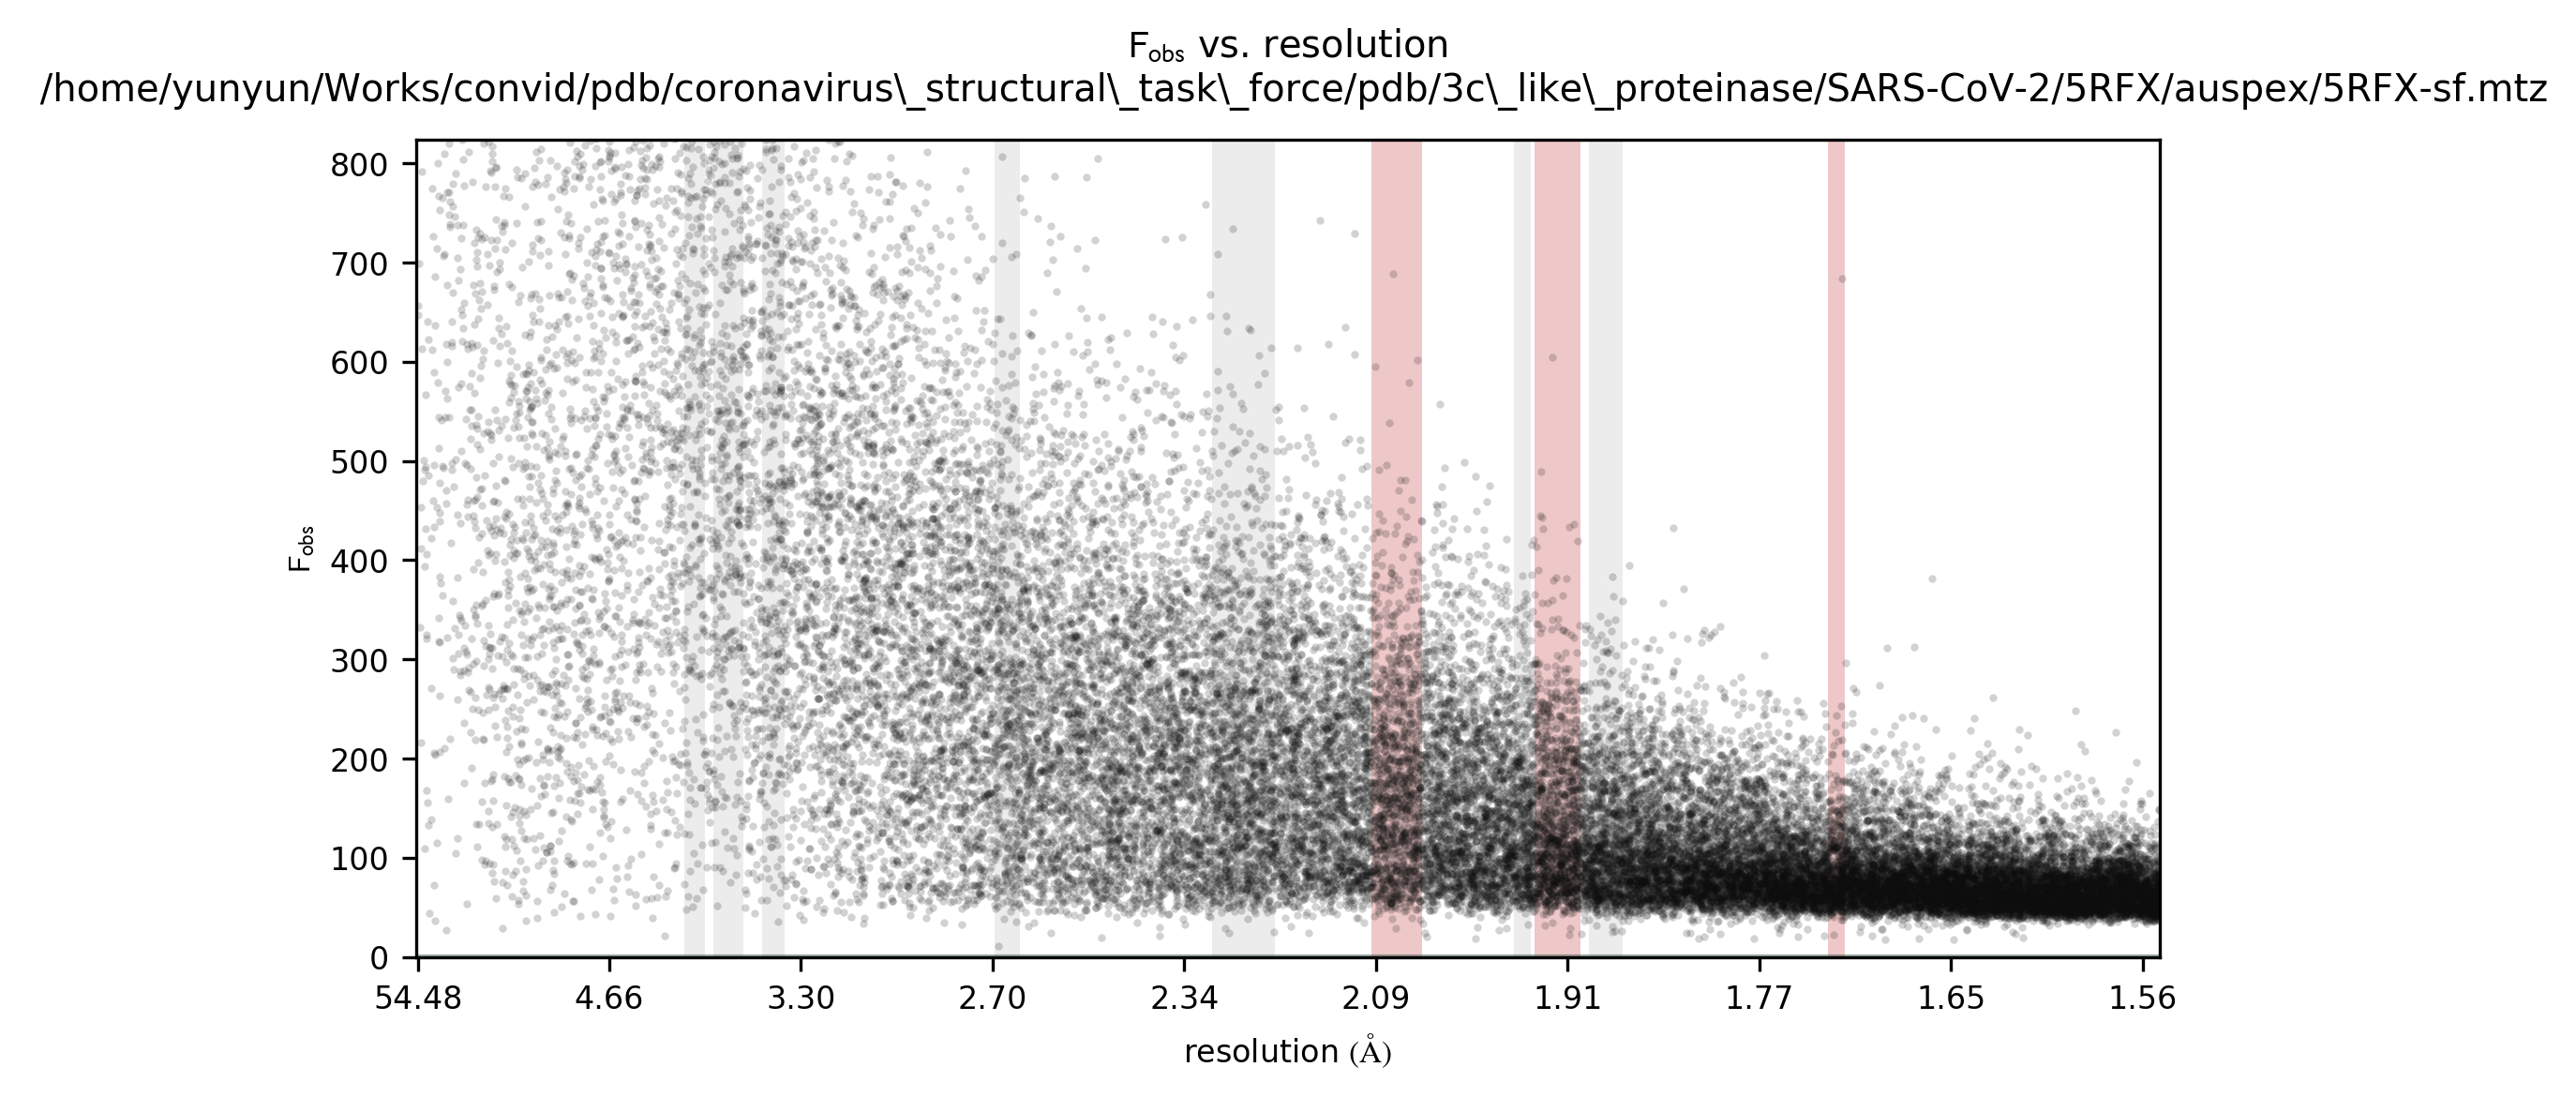 Fobs vs. resolution
/home/yunyun/Works/convid/pdb/coronavirus\_structural\_task\_force/pdb/3c\_like\_proteinase/SARS-CoV-2/5RFX/auspex/5RFX-sf.mtz
800
700
600
500
400
300
200
100
0
Fobs
54.48 4.66 3.30 2.70 2.34 2.09 1.91 1.77 1.65 1.56
resolution (Å)